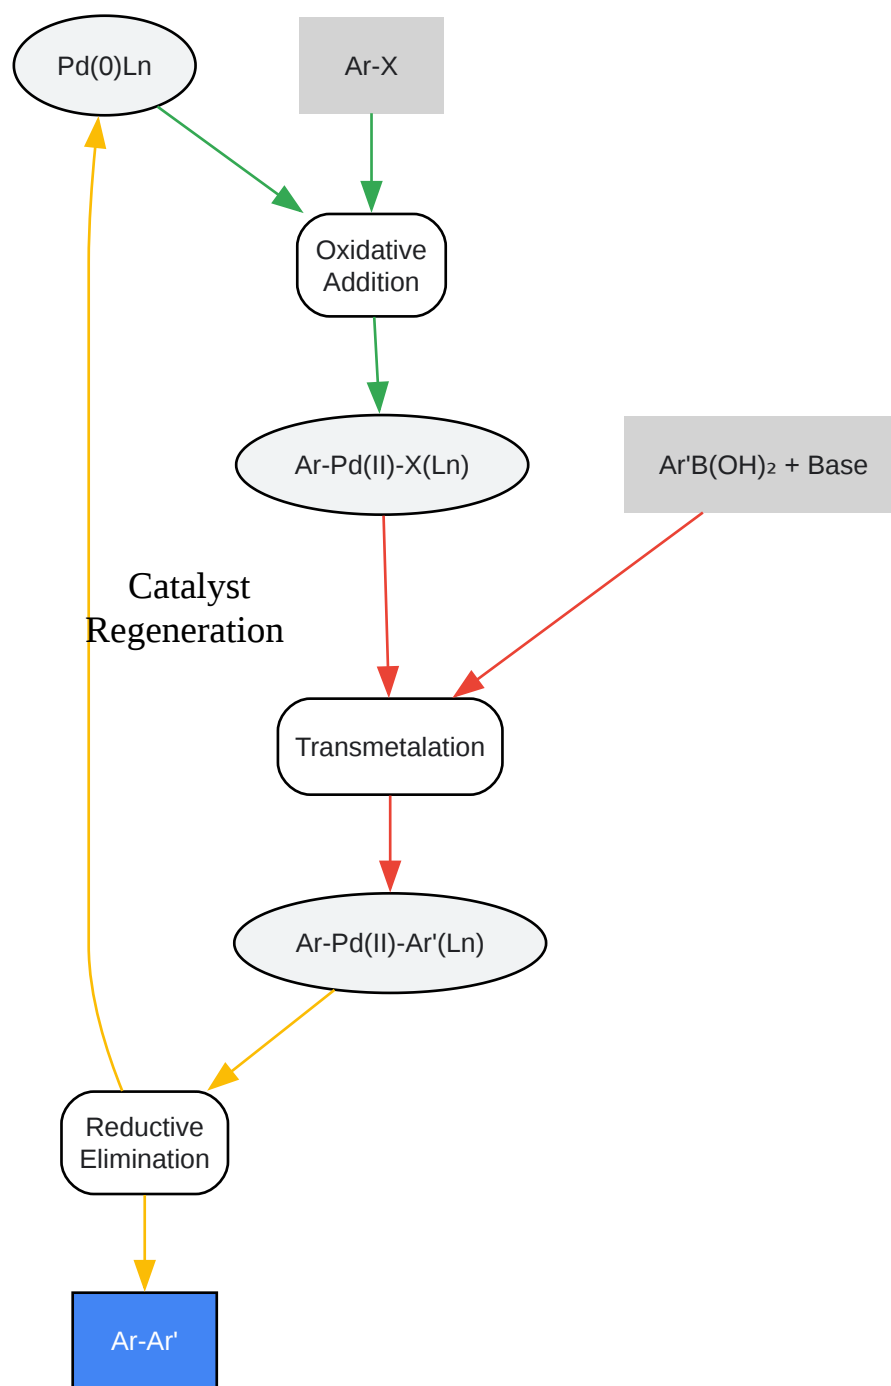 Pd(0)Ln
Ar-X
Oxidative
Addition
Ar-Pd(II)-X(Ln)
Ar'B(OH)₂ + Base
Catalyst
Regeneration
Transmetalation
Ar-Pd(II)-Ar'(Ln)
Reductive
Elimination
Ar-Ar'